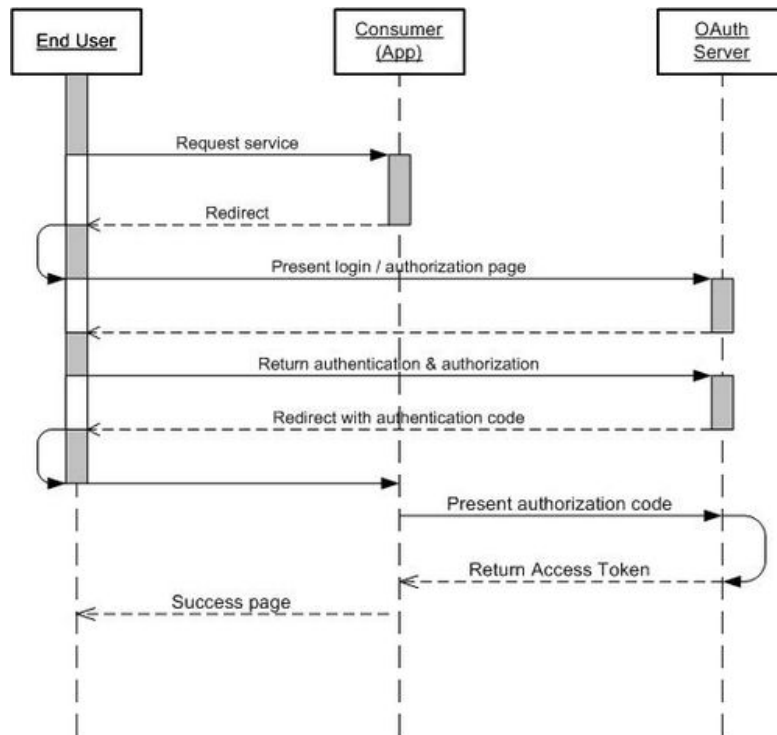 End User
Consumer
(App)
OAuth
Server
Request service
Redirect
Present login / authorization page
Return authentication & authorization
Redirect with authentication code
Present authorization code
Return Access Token
Success page